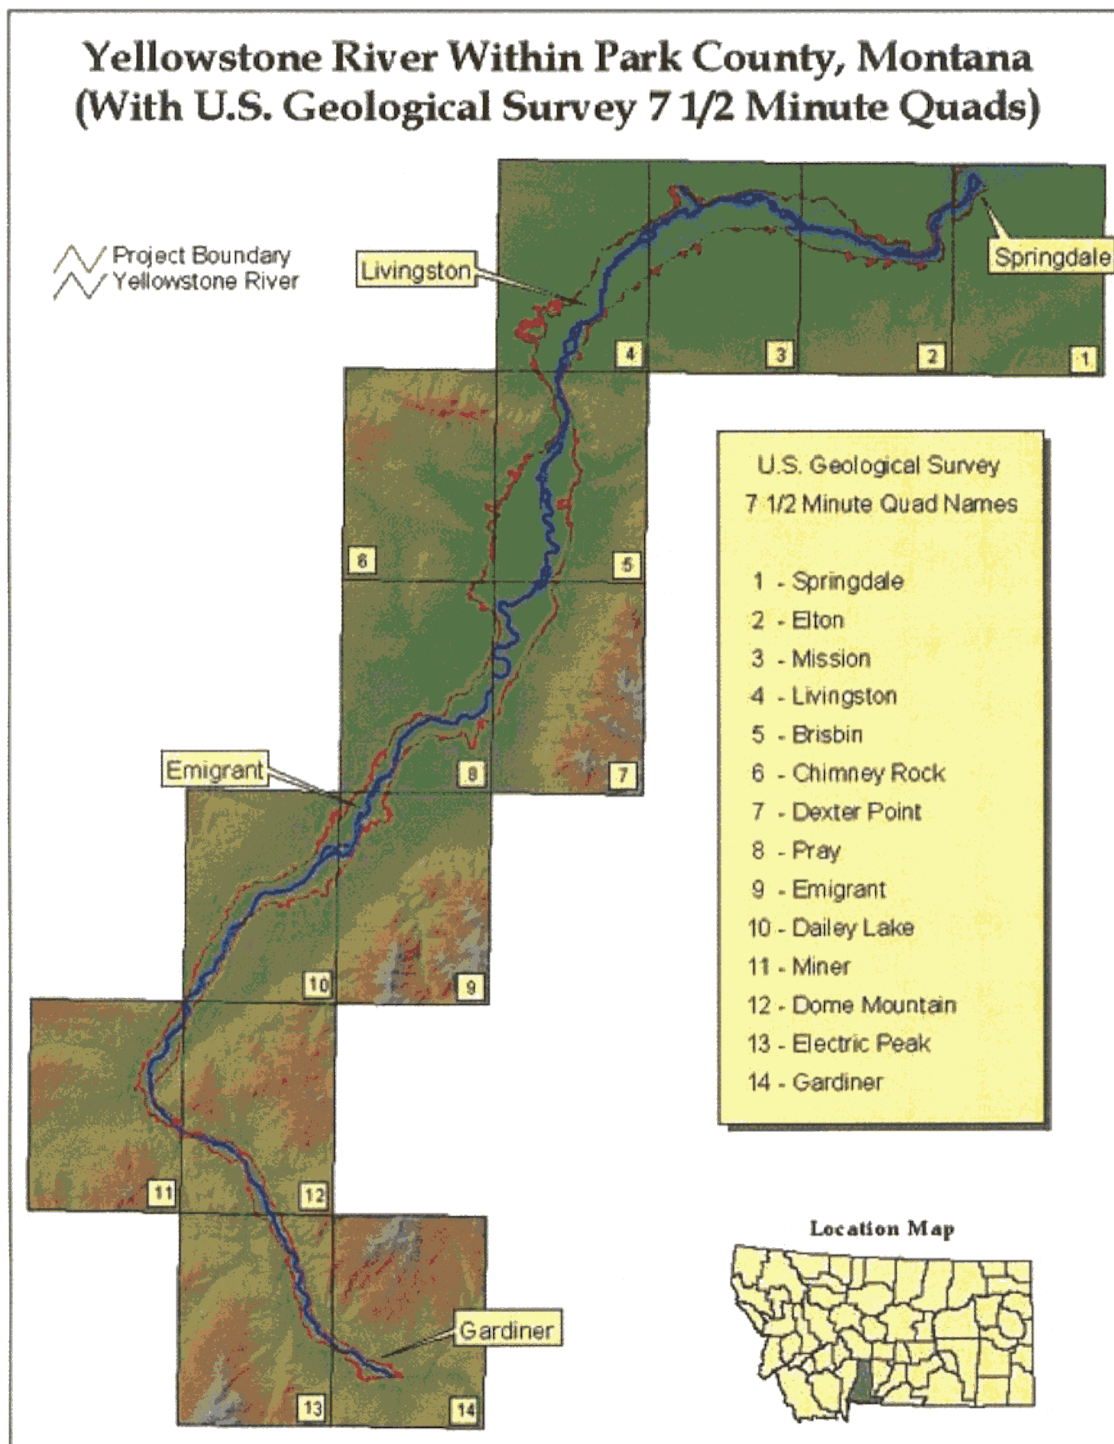 Yellowstone River Within Park County, Montana
(With U.S. Geological Survey 7 1/2 Minute Quads)
Project Boundary
Yellowstone River
Livingston
Springdale
4
3
2
1
6
5
Emigrant
8
7
10
9
11
12
Gardiner
13
14
U.S. Geological Survey
7 1/2 Minute Quad Names
1 - Springdale
2 - Elton
3 - Mission
4 - Livingston
5 - Brisbin
6 - Chimney Rock
7 - Dexter Point
8 - Pray
9 - Emigrant
10 - Dailey Lake
11 - Miner
12 - Dome Mountain
13 - Electric Peak
14 - Gardiner
Location Map